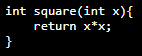 int square(int x){
    return x*x;
}